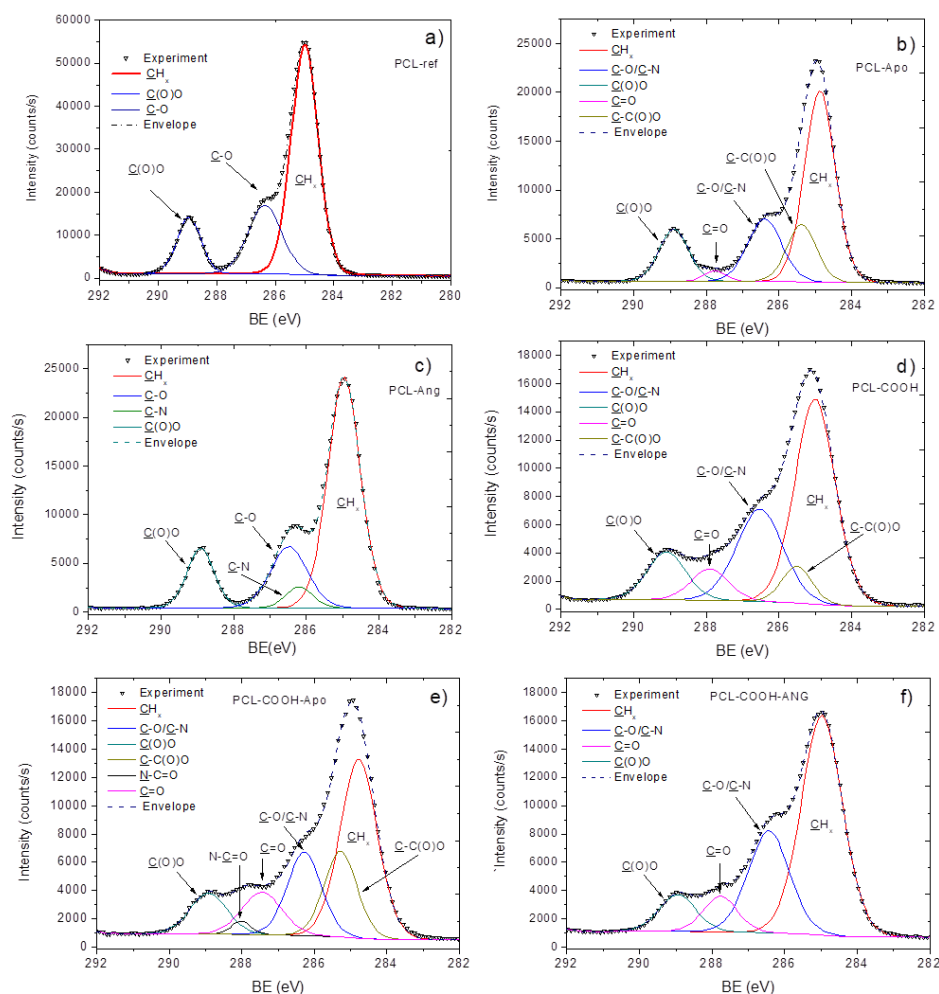 a)
PCL-ref
Experiment
CHx
C(O)O
C-O
Envelope
C(O)O
C-O
CHx
Intensity (counts/s)
60000
50000
40000
30000
20000
10000
0
292 290 288 286 284 282 280
BE (eV)
b)
PCL-Apo
Experiment
CHx
C-O/C-N
C(O)O
C=O
C-C(O)O
Envelope
C-C(O)O
C-O/C-N
CHx
C(O)O
C=O
Intensity (counts)
25000
20000
15000
10000
5000
0
292 290 288 286 284 282
BE (eV)
c)
PCL-Ang
Experiment
CHx
C-O
C-N
C(O)O
Envelope
C(O)O
C-O
C-N
CHx
Intensity (counts/s)
25000
20000
15000
10000
5000
0
292 290 288 286 284 282
BE(eV)
d)
PCL-COOH
Experiment
CHx
C-O/C-N
C(O)O
C=O
C-C(O)O
Envelope
C-O/C-N
CHx
C(O)O
C=O
C-C(O)O
Intensity (counts/s)
18000
16000
14000
12000
10000
8000
6000
4000
2000
0
292 290 288 286 284 282
BE (eV)
e)
PCL-COOH-Apo
Experiment
CHx
C-O/C-N
C(O)O
C-C(O)O
N-C=O
C=O
Envelope
C-O/C-N
CHx
C-C(O)O
C=O
N-C=O
C(O)O
Intensity (counts/s)
18000
16000
14000
12000
10000
8000
6000
4000
2000
0
292 290 288 286 284 282
BE (eV)
f)
PCL-COOH-ANG
Experiment
CHx
C-O/C-N
C=O
C(O)O
Envelope
C-O/C-N
CHx
C=O
C(O)O
`Intensity (counts/s)
18000
16000
14000
12000
10000
8000
6000
4000
2000
0
292 290 288 286 284 282
BE (eV)